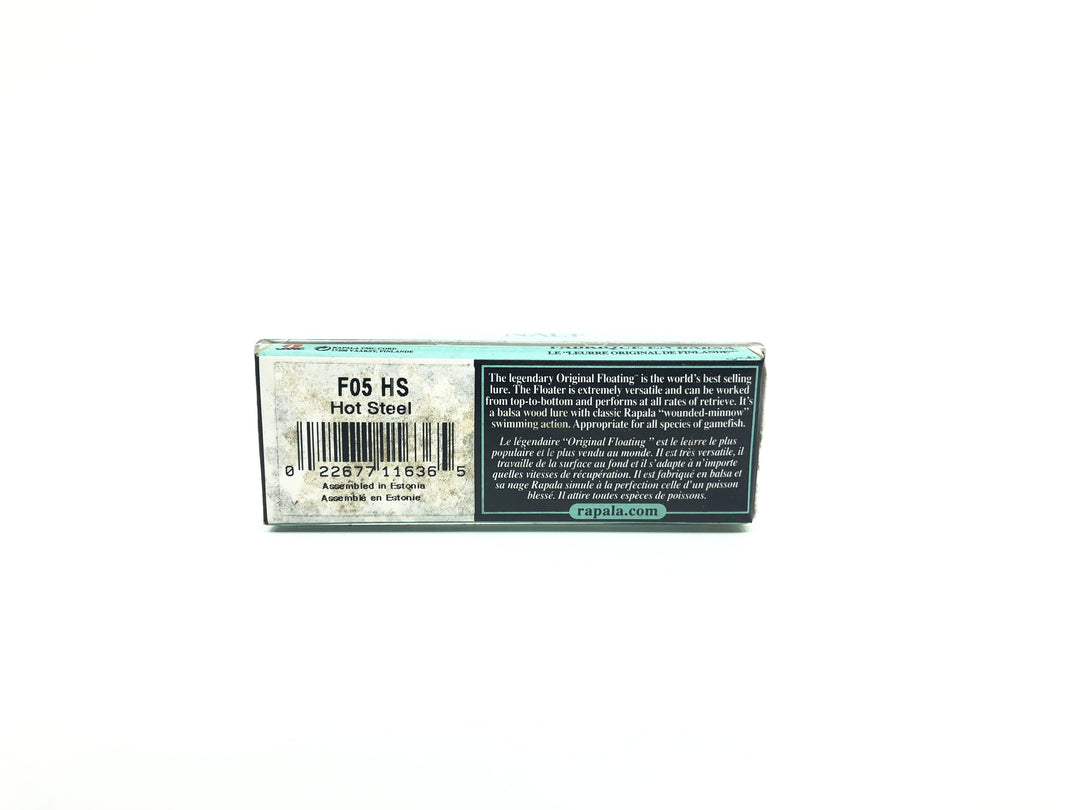 RAPALA VMC CORP.
17200 VAAKSY, FINLANDE
LE "LEURRE ORIGINAL DE FINLANDE"
F05 HS
Hot Steel
0 22677 11636 5
Assembled in Estonia
Assemblé en Estonie
The legendary Original Floating™ is the world's best selling
lure. The Floater is extremely versatile and can be worked
from top-to-bottom and performs at all rates of retrieve. It's
a balsa wood lure with classic Rapala "wounded-minnow"
swimming action. Appropriate for all species of gamefish.
Le légendaire "Original Floating " est le leurre le plus
populaire et le plus vendu au monde. Il est très versatile, il
travaille de la surface au fond et il s'adapte à n'importe
quelles vitesses de récupération. Il est fabriqué en balsa et
sa nage Rapala simule à la perfection celle d'un poisson
blessé. Il attire toutes espèces de poissons.
rapala.com